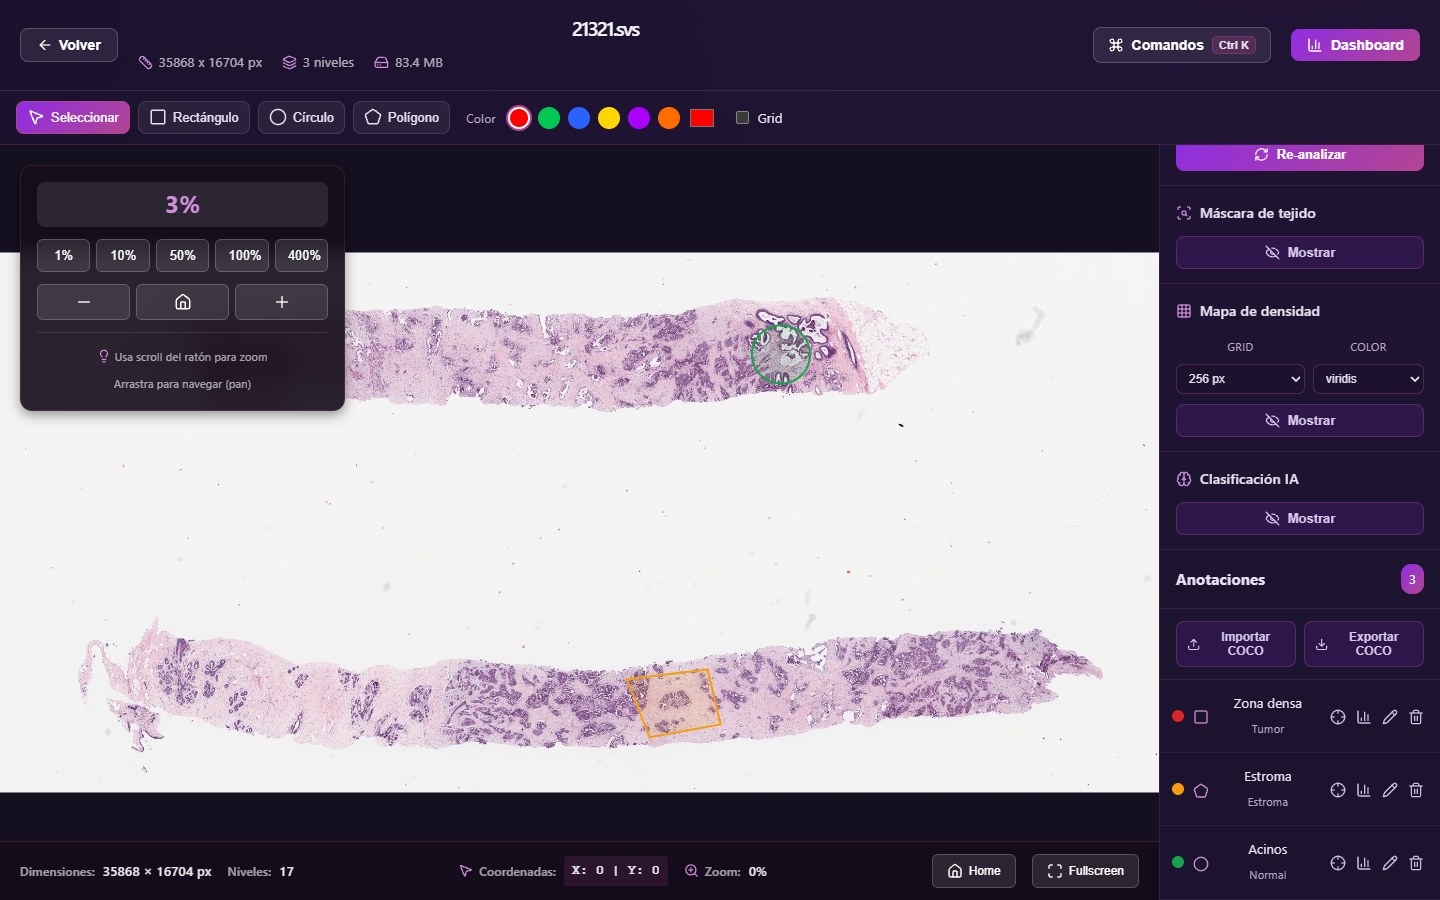 21321.svs
Volver
35868 x 16704 px
3 niveles
83.4 MB
Comandos Ctrl K
Dashboard
Seleccionar
Rectángulo
Círculo
Polígono
Color
Grid
3%
1% 10% 50% 100% 400%
Usa scroll del ratón para zoom
Arrastra para navegar (pan)
Re-analizar
Máscara de tejido
Mostrar
Mapa de densidad
GRID COLOR
256 px viridis
Mostrar
Clasificación IA
Mostrar
Anotaciones 3
Importar COCO
Exportar COCO
Zona densa
Tumor
Estroma
Estroma
Acinos
Normal
Dimensiones: 35868 × 16704 px Niveles: 17
Coordenadas: X: 0 | Y: 0
Zoom: 0%
Home
Fullscreen